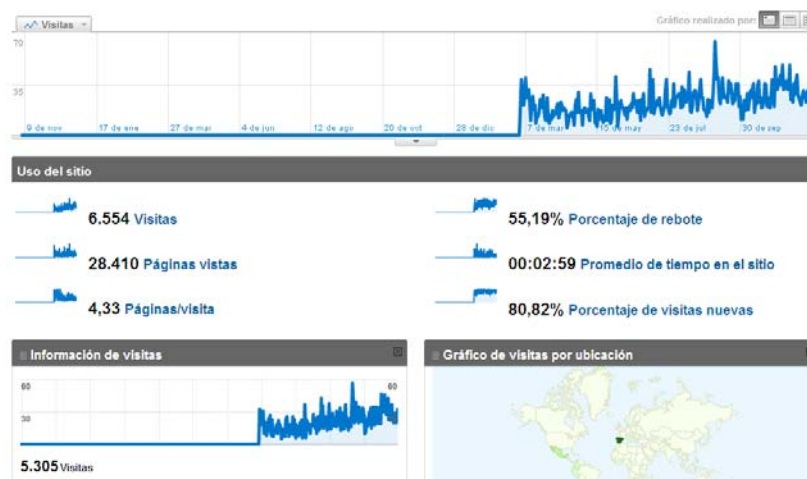 Visitas
Gráfico realizado por:
70
35
9 de nov 17 de ene 27 de mar 4 de jun 12 de ago 20 de oct 28 de dic 7 de mar 15 de may 23 de jul 30 de sep
Uso del sitio
6.554 Visitas
55,19% Porcentaje de rebote
28.410 Páginas vistas
00:02:59 Promedio de tiempo en el sitio
4,33 Páginas/visita
80,82% Porcentaje de visitas nuevas
Información de visitas
Gráfico de visitas por ubicación
60 60
30
5.305 Visitas